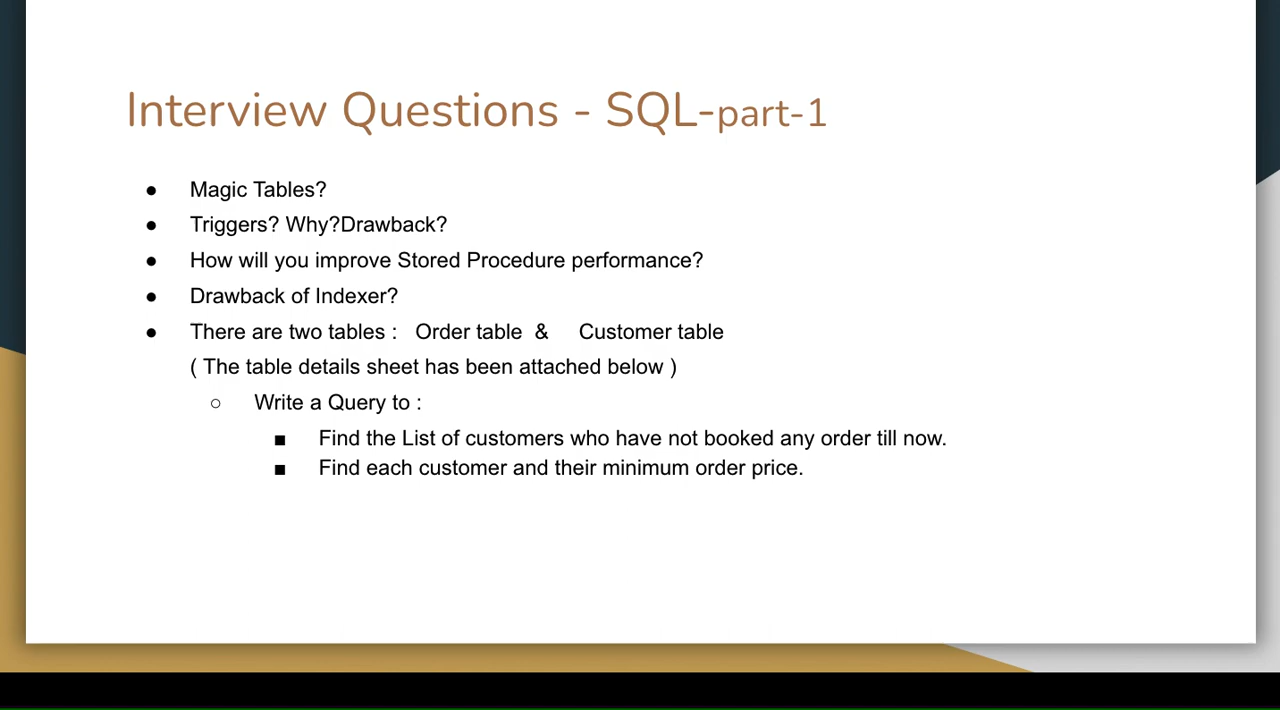 Interview Questions - SQL-part-1
● Magic Tables?
● Triggers? Why?Drawback?
● How will you improve Stored Procedure performance?
● Drawback of Indexer?
● There are two tables : Order table & Customer table
( The table details sheet has been attached below )
○ Write a Query to :
■ Find the List of customers who have not booked any order till now.
■ Find each customer and their minimum order price.